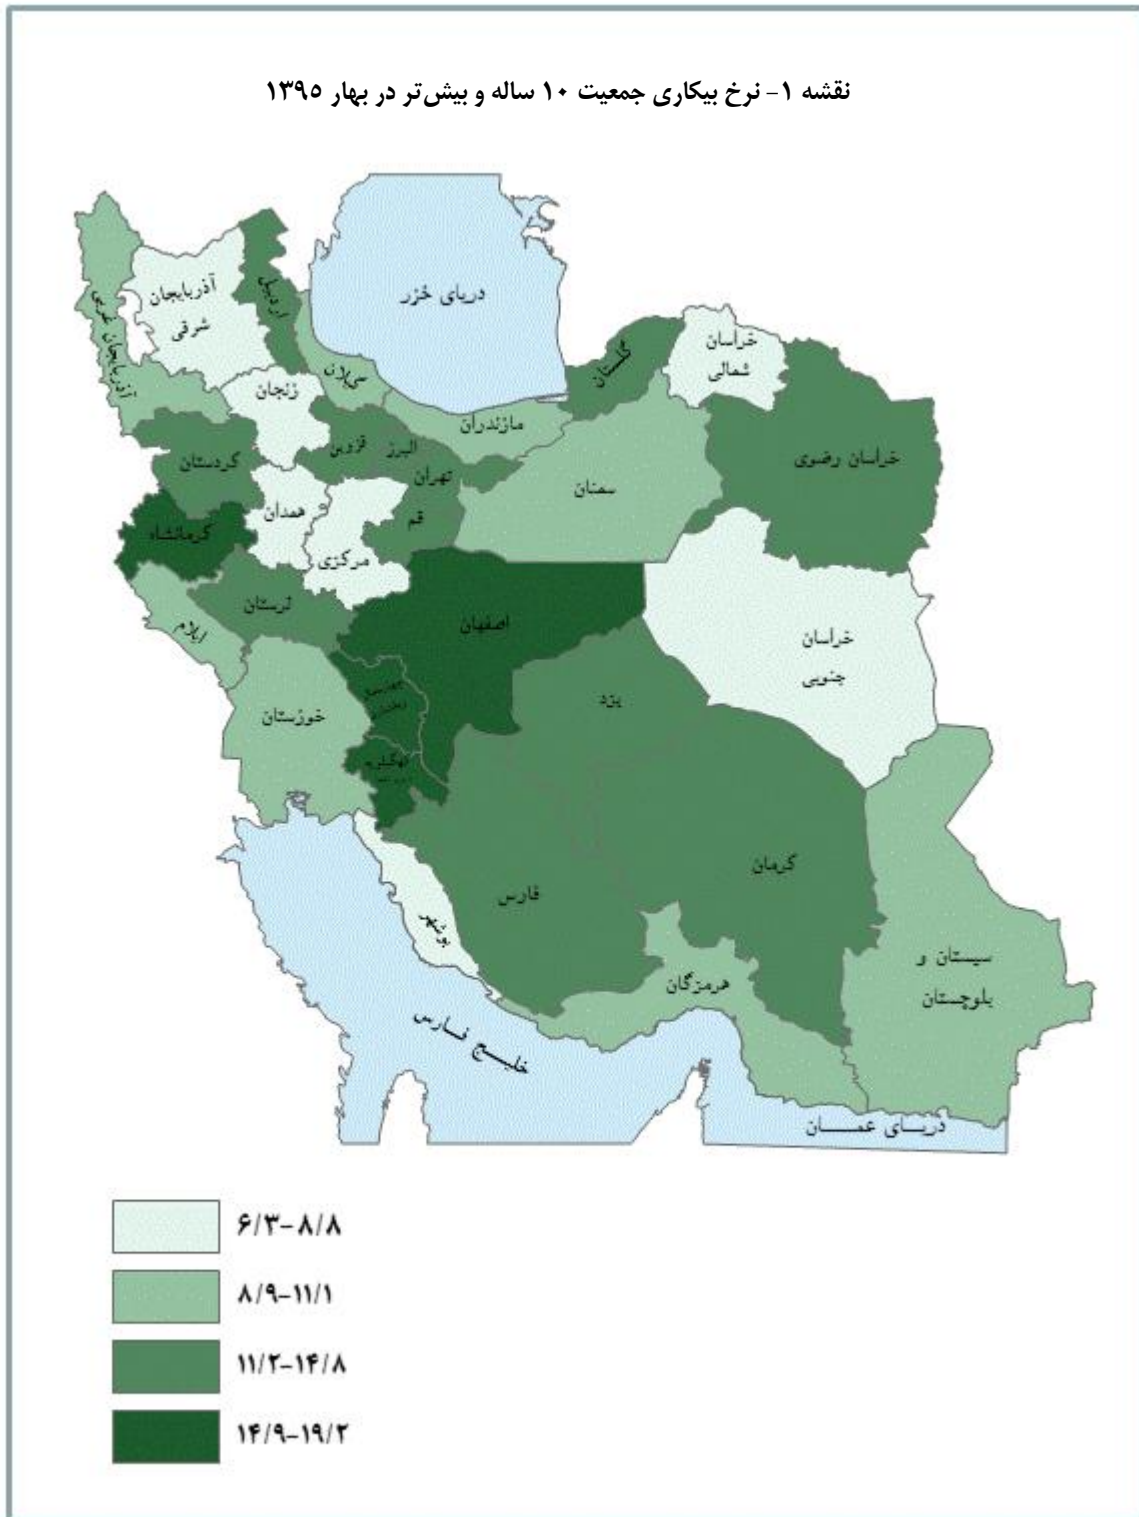 نقشه ۱- نرخ بیکاری جمعیت ۱۰ ساله و بیش‌تر در بهار ۱۳۹۵
دریای خزر
آذربایجان
شرقی
اردبیل
آذربایجان غربی
گیلان
زنجان
مازندران
گلستان
خراسان
شمالی
خراسان رضوی
کردستان
قزوین
البرز
تهران
سمنان
همدان
قم
مرکزی
کرمانشاه
لرستان
ایلام
اصفهان
خراسان
جنوبی
یزد
خوزستان
کهگیلویه
کرمان
فارس
بوشهر
هرمزگان
سیستان و
بلوچستان
خلیج فارس
دریای عمان
۶/۳-۸/۸
۸/۹-۱۱/۱
۱۱/۲-۱۴/۸
۱۴/۹-۱۹/۲